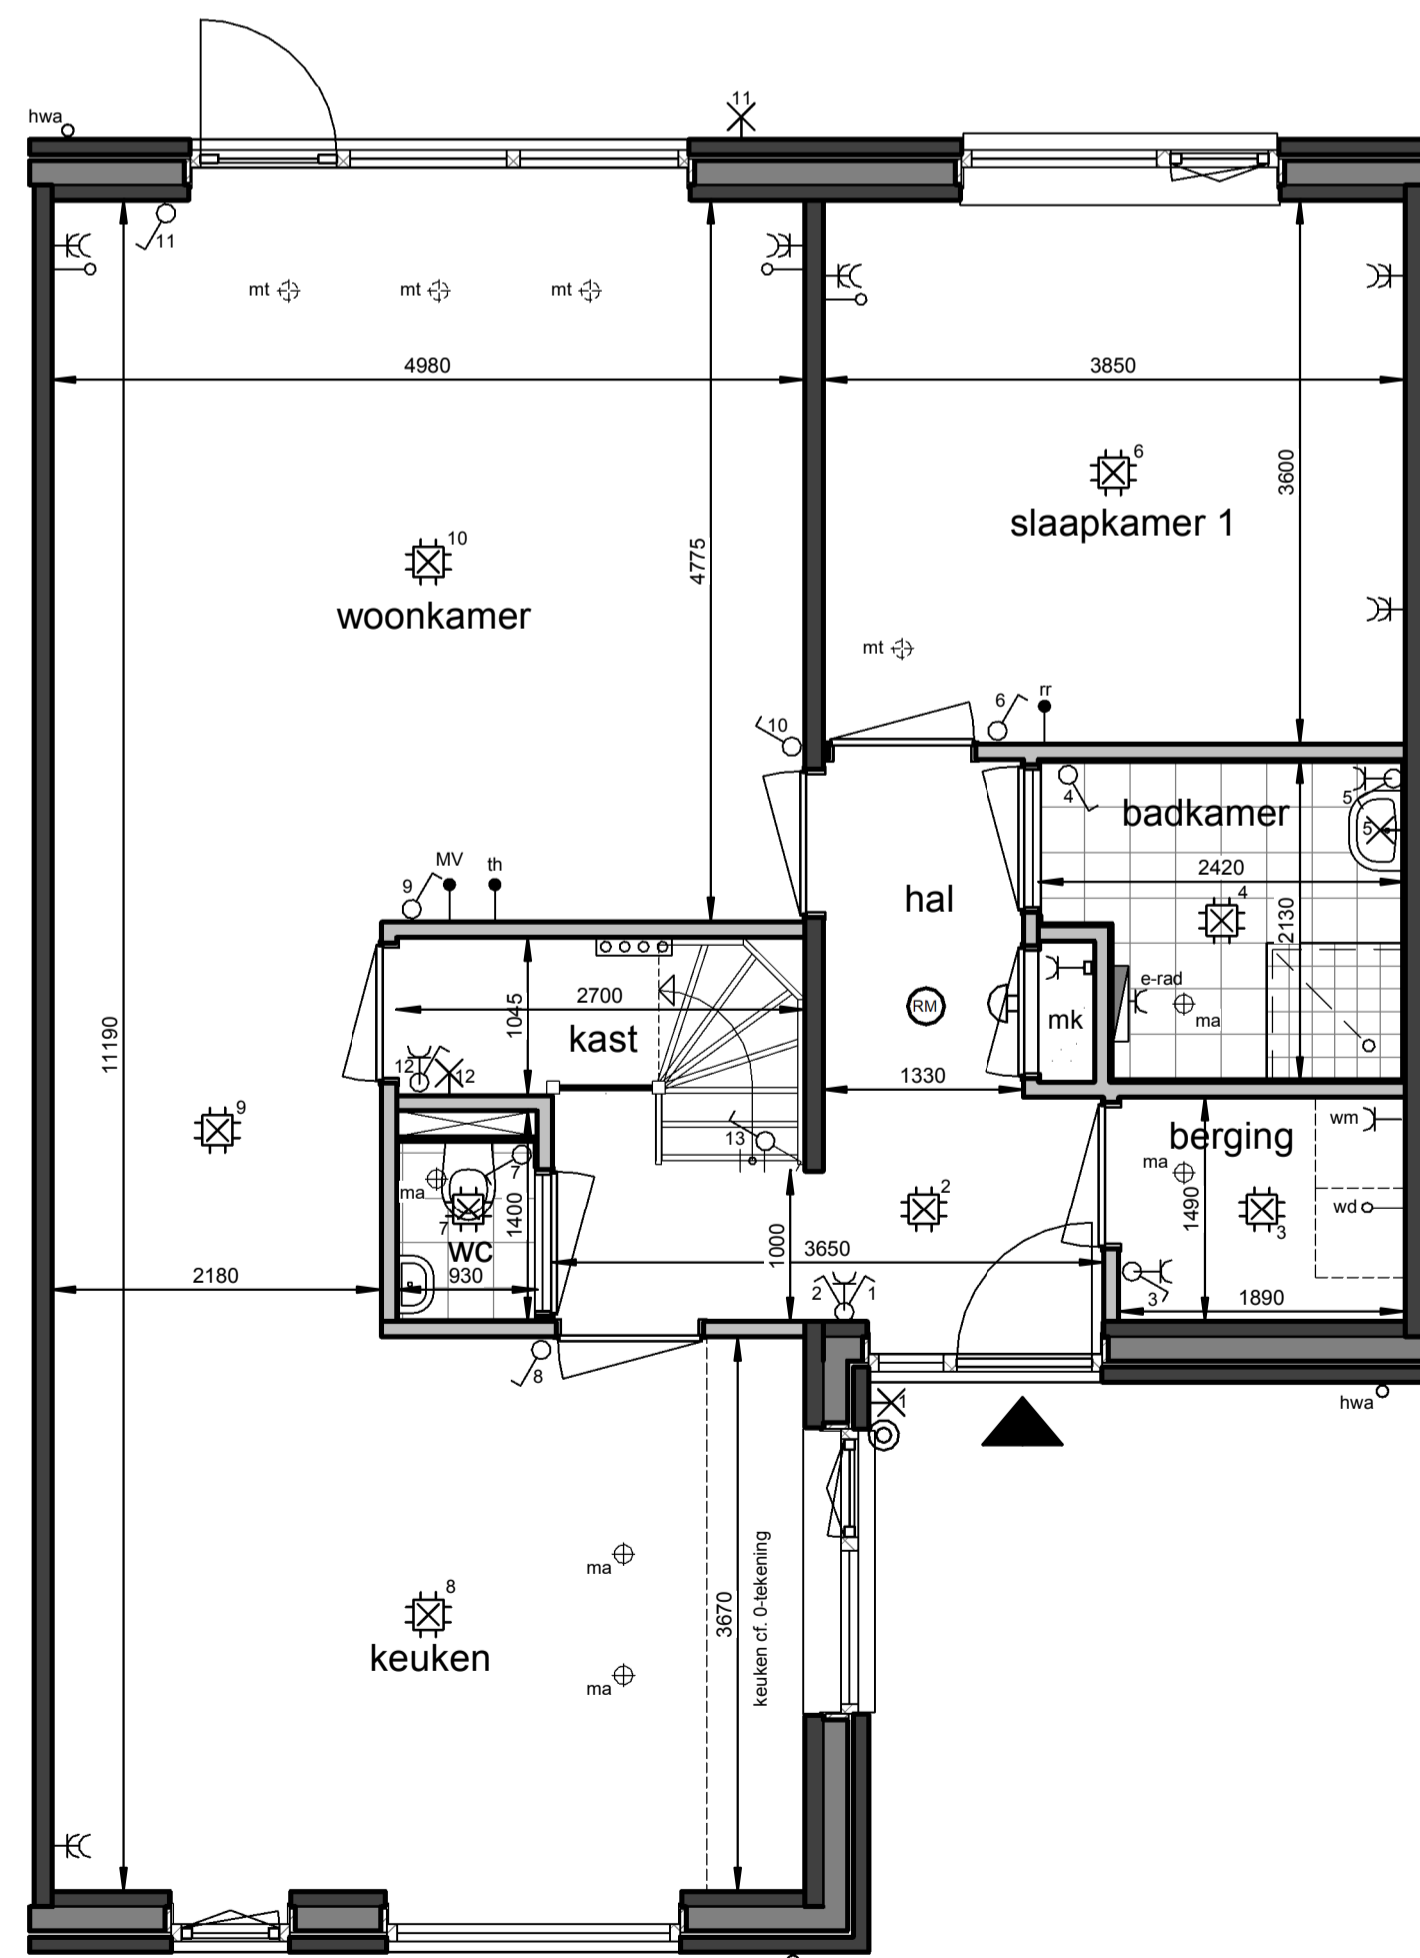 hwa
11
11
mt
mt
mt
4980
3850
6
slaapkamer 1
3600
10
woonkamer
4775
mt
6
rr
10
4
badkamer
5
5
2420
4
2130
MV
th
9
hal
e-rad
ma
2700
1045
kast
RM
mk
1330
11190
12
12
9
13
wm
berging
ma
7
ma
1400
7
wc
930
2
1490
3
wd
1000
3650
2180
2
1
3
1890
8
1
hwa
ma
keuken cf. 0-tekening
3670
8
keuken
ma